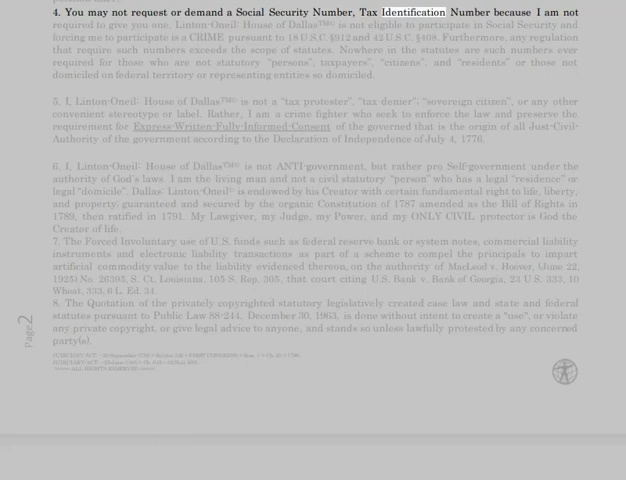 4. You may not request or demand a Social Security Number, Tax Identification Number because I am not
required to give you one. Linton-Oneil: House of Dallas™© is not eligible to participate in Social Security and
forcing me to participate is a CRIME pursuant to 18 U.S.C. §912 and 42 U.S.C. §408. Furthermore, any regulation
that require such numbers exceeds the scope of statutes. Nowhere in the statutes are such numbers ever
required for those who are not statutory "persons", taxpayers", "citizens", and "residents" or those not
domiciled on federal territory or representing entities so domiciled.
5. I, Linton-Oneil: House of Dallas™© is not a "tax protester", "tax denier"; "sovereign citizen", or any other
convenient stereotype or label. Rather, I am a crime fighter who seek to enforce the law and preserve the
requirement for Express-Written-Fully-Informed-Consent of the governed that is the origin of all Just-Civil-
Authority of the government according to the Declaration of Independence of July 4, 1776.
6. I, Linton-Oneil: House of Dallas™© is not ANTI-government, but rather pro Self-government under the
authority of God's laws. I am the living man and not a civil statutory "person" who has a legal "residence" or
legal "domicile". Dallas: Linton-Oneil© is endowed by his Creator with certain fundamental right to life, liberty,
and property; guaranteed and secured by the organic Constitution of 1787 amended as the Bill of Rights in
1789, then ratified in 1791. My Lawgiver, my Judge, my Power, and my ONLY CIVIL protector is God the
Creator of life.
7. The Forced Involuntary use of U.S. funds such as federal reserve bank or system notes, commercial liability
instruments and electronic liability transactions as part of a scheme to compel the principals to impart
artificial commodity value to the liability evidenced thereon, on the authority of MacLeod v. Hoover, (June 22,
1925) No. 26395, S. Ct. Louisiana, 105 S. Rep. 305, that court citing U.S. Bank v. Bank of Georgia, 23 U.S. 333, 10
Wheat. 333, 6 L. Ed. 34.
8. The Quotation of the privately copyrighted statutory legislatively created case law and state and federal
statutes pursuant to Public Law 88-244, December 30, 1963, is done without intent to create a "use", or violate
any private copyright, or give legal advice to anyone, and stands so unless lawfully protested by any concerned
party(s).
Page2